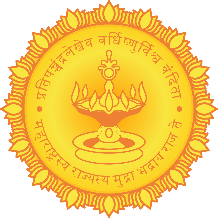 प्रतिपच्चंद्रलेखेव वर्धिष्णुर्विश्व वंदिता
महाराष्ट्रस्य राज्यस्य मुद्रा भद्राय राजते